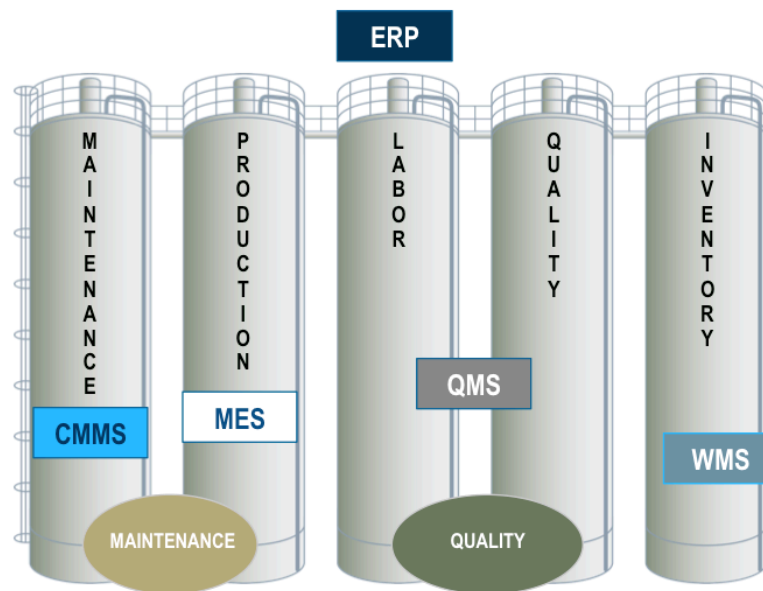 ERP
MAINTENANCE
PRODUCTION
LABOR
QUALITY
INVENTORY
CMMS
MES
QMS
WMS
MAINTENANCE
QUALITY